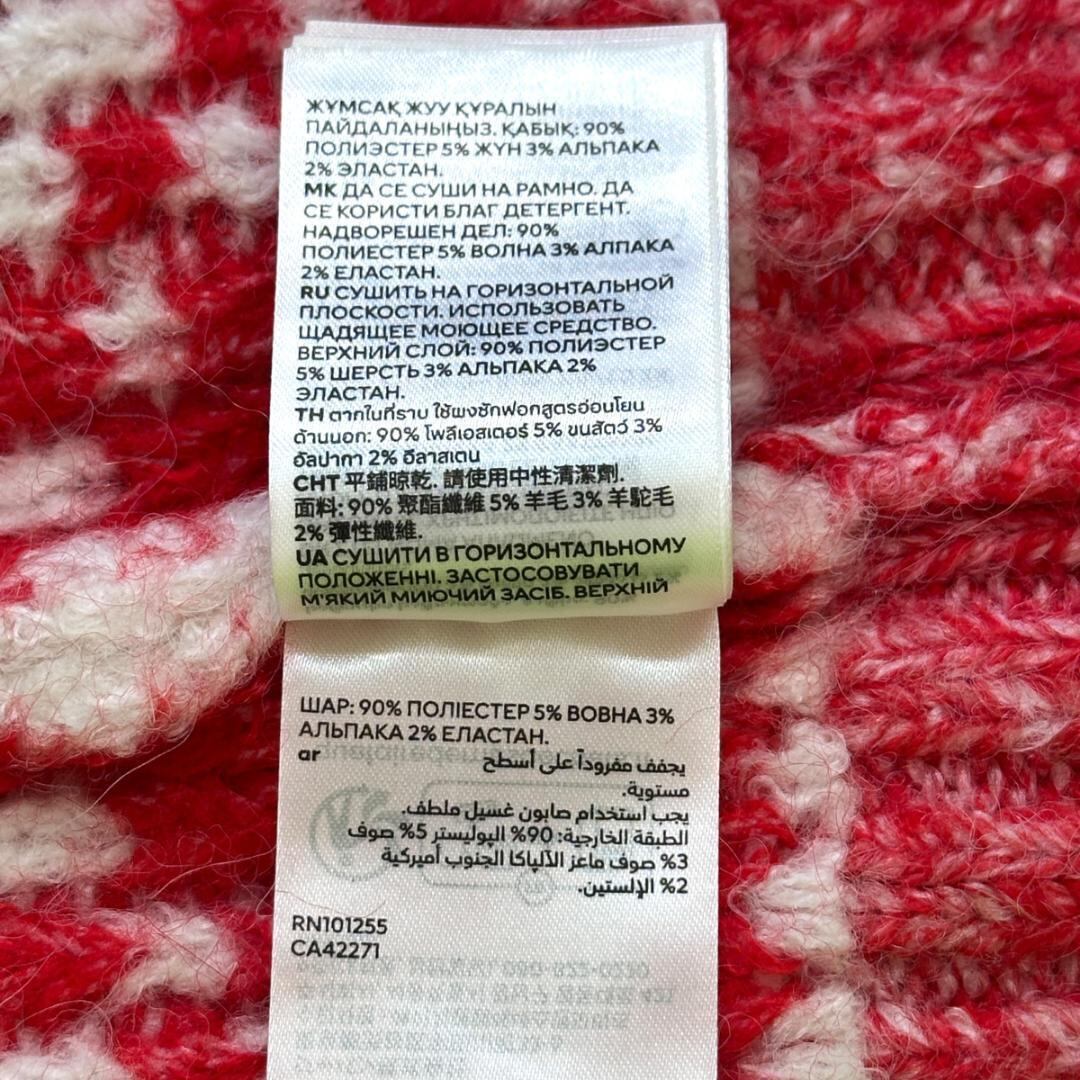 ЖҰМСАҚ ЖУУ ҚҰРАЛЫН
ПАЙДАЛАНЫҢЫЗ. ҚАБЫҚ: 90%
ПОЛИЭСТЕР 5% ЖҮН 3% АЛЬПАКА
2% ЭЛАСТАН.
MK ДА СЕ СУШИ НА РАМНО. ДА
СЕ КОРИСТИ БЛАГ ДЕТЕРГЕНТ.
НАДВОРЕШЕН ДЕЛ: 90%
ПОЛИЕСТЕР 5% ВОЛНА 3% АЛПАКА
2% ЕЛАСТАН.
RU СУШИТЬ НА ГОРИЗОНТАЛЬНОЙ
ПЛОСКОСТИ. ИСПОЛЬЗОВАТЬ
ЩАДЯЩЕЕ МОЮЩЕЕ СРЕДСТВО.
ВЕРХНИЙ СЛОЙ: 90% ПОЛИЭСТЕР
5% ШЕРСТЬ 3% АЛЬПАКА 2%
ЭЛАСТАН.
TH ตากในที่ราบ ใช้ผงซักฟอกสูตรอ่อนโยน
ด้านนอก: 90% โพลีเอสเตอร์ 5% ขนสัตว์ 3%
อัลปากา 2% อีลาสเตน
CHT 平鋪晾乾. 請使用中性清潔劑.
面料: 90% 聚酯纖維 5% 羊毛 3% 羊駝毛
2% 彈性纖維.
UA СУШИТИ В ГОРИЗОНТАЛЬНОМУ
ПОЛОЖЕННІ. ЗАСТОСОВУВАТИ
М'ЯКИЙ МИЮЧИЙ ЗАСІБ. ВЕРХНІЙ
ШАР: 90% ПОЛІЕСТЕР 5% ВОВНА 3%
АЛЬПАКА 2% ЕЛАСТАН.
ar يجفف مفروداً على أسطح
مستوية.
يجب استخدام صابون غسيل ملطف.
الطبقة الخارجية: 90% البوليستر 5% صوف
3% صوف ماعز الآلپاكا الجنوب أميركية
2% الإلستين.
RN101255
CA42271